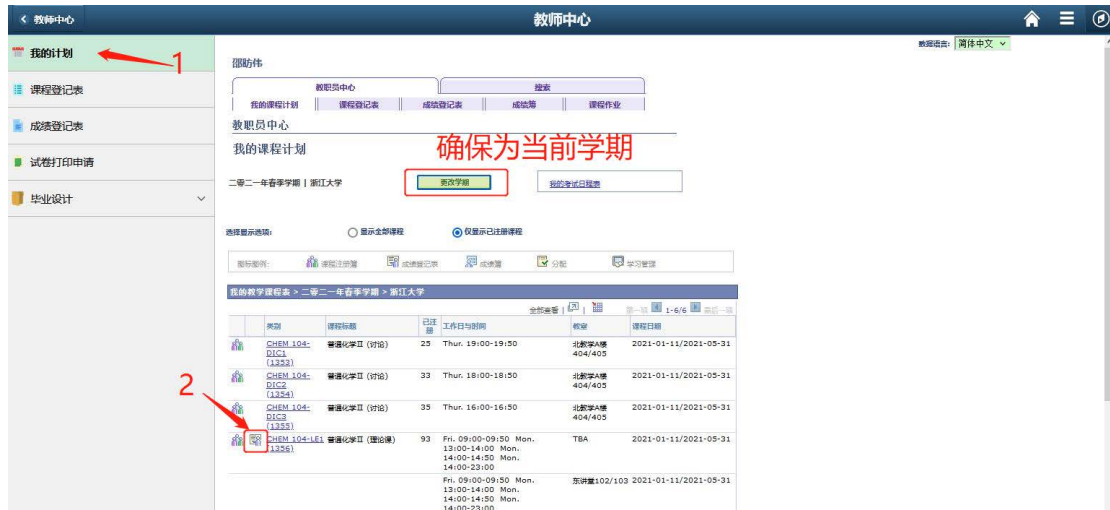 教师中心
教师中心
我的计划
1
数据语言: 简体中文
课程登记表
成绩登记表
试卷打印申请
毕业设计
邵昉伟
教职员中心
搜索
我的课程计划
课程登记表
成绩登记表
成绩簿
课程作业
教职员中心
我的课程计划
确保为当前学期
二零二一年春季学期 | 浙江大学
更改学期
我的考试日程表
选择显示选项:
显示全部课程
仅显示已注册课程
图标图例:
课程注册簿
成绩登记表
成绩簿
分配
学习管理
我的教学课程表 > 二零二一年春季学期 > 浙江大学
全部查看 |
|
第一项
1-6/6
最后一项
类别
课程标题
已注册
工作日与时间
教室
课程日期
CHEM 104-DIC1 (1353)
普通化学II (讨论)
25
Thur. 19:00-19:50
北教学A楼 404/405
2021-01-11/2021-05-31
CHEM 104-DIC2 (1354)
普通化学II (讨论)
33
Thur. 18:00-18:50
北教学A楼 404/405
2021-01-11/2021-05-31
2
CHEM 104-DIC3 (1355)
普通化学II (讨论)
35
Thur. 16:00-16:50
北教学A楼 404/405
2021-01-11/2021-05-31
CHEM 104-LE1 (1356)
普通化学II (理论课)
93
Fri. 09:00-09:50 Mon.
13:00-14:00 Mon.
14:00-14:50 Mon.
14:00-23:00
TBA
2021-01-11/2021-05-31
Fri. 09:00-09:50 Mon.
13:00-14:00 Mon.
14:00-14:50 Mon.
14:00-23:00
东讲堂102/103
2021-01-11/2021-05-31